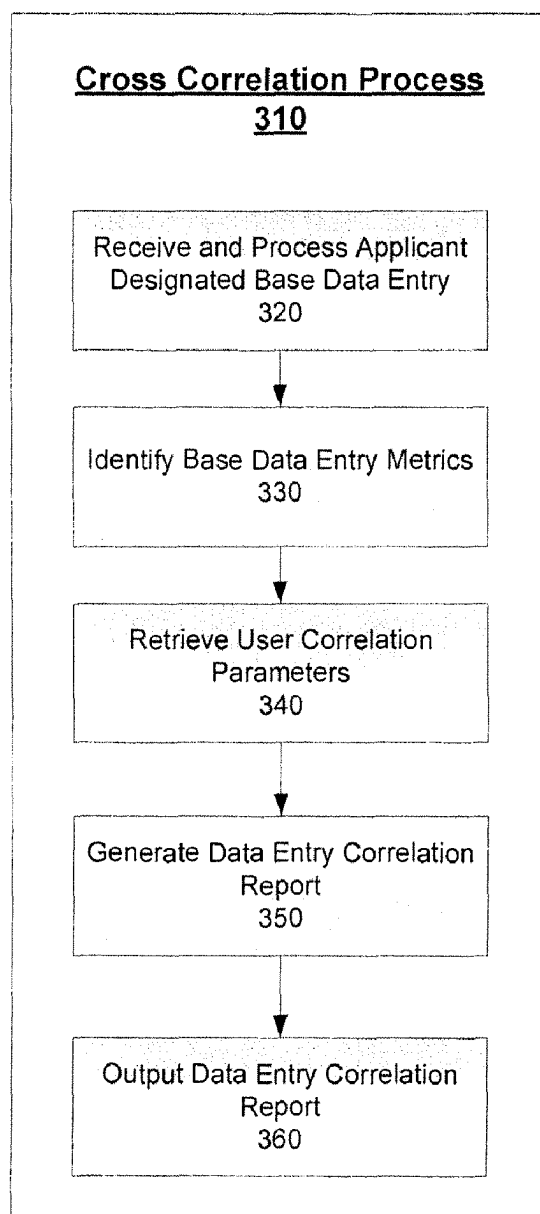 Cross Correlation Process
310
Receive and Process Applicant
Designated Base Data Entry
320
Identify Base Data Entry Metrics
330
Retrieve User Correlation
Parameters
340
Generate Data Entry Correlation
Report
350
Output Data Entry Correlation
Report
360